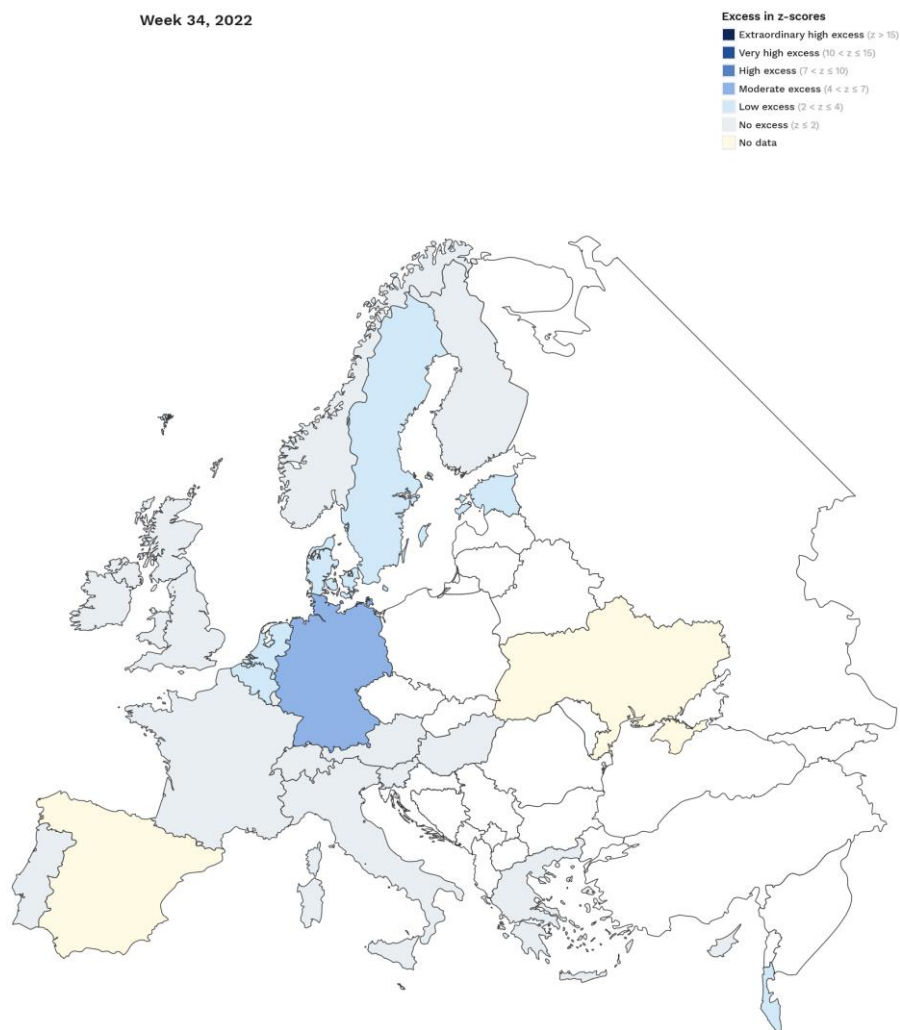 Week 34, 2022
Excess in z-scores
Extraordinary high excess (z > 15)
Very high excess (10 < z ≤ 15)
High excess (7 < z ≤ 10)
Moderate excess (4 < z ≤ 7)
Low excess (2 < z ≤ 4)
No excess (z ≤ 2)
No data